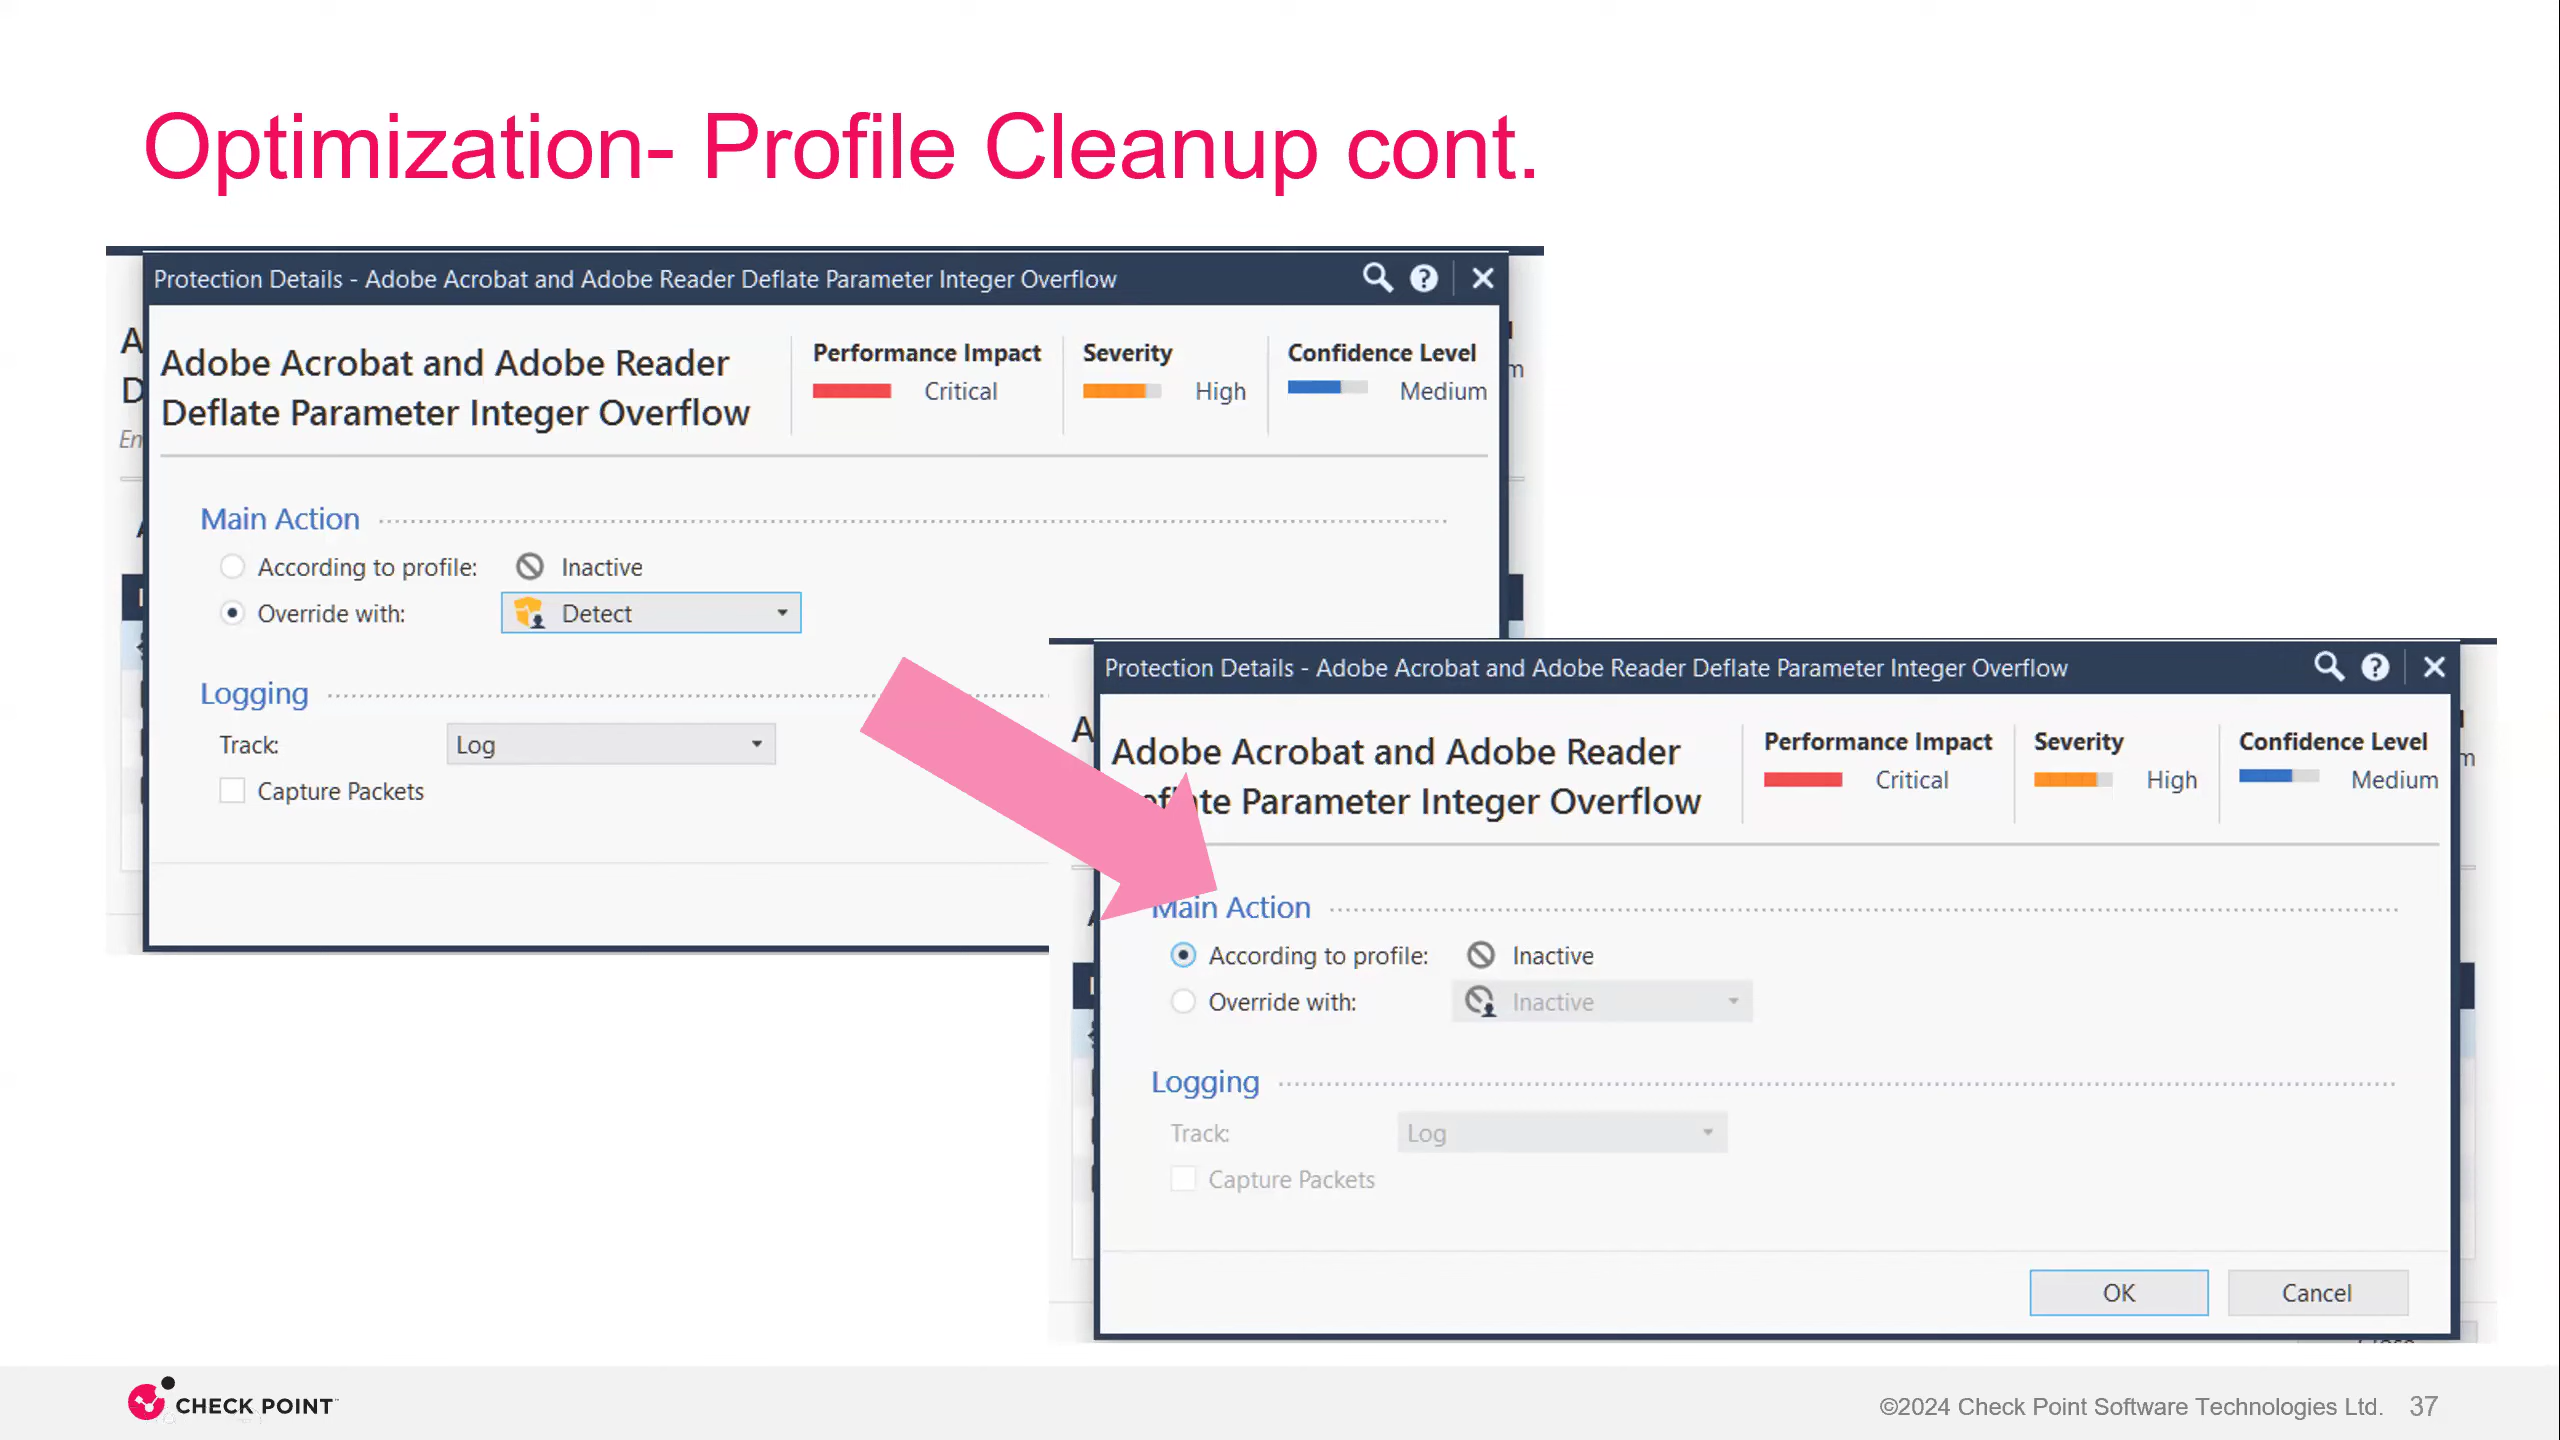 Optimization- Profile Cleanup cont.
Protection Details - Adobe Acrobat and Adobe Reader Deflate Parameter Integer Overflow
Adobe Acrobat and Adobe Reader
Deflate Parameter Integer Overflow
Performance Impact
Critical
Severity
High
Confidence Level
Medium
Main Action
According to profile: Inactive
Override with: Detect
Logging
Track: Log
Capture Packets
Protection Details - Adobe Acrobat and Adobe Reader Deflate Parameter Integer Overflow
Adobe Acrobat and Adobe Reader
Parameter Integer Overflow
Performance Impact
Critical
Severity
High
Confidence Level
Medium
Main Action
According to profile: Inactive
Override with: Inactive
Logging
Track: Log
Capture Packets
OK Cancel
CHECK POINT
©2024 Check Point Software Technologies Ltd. 37